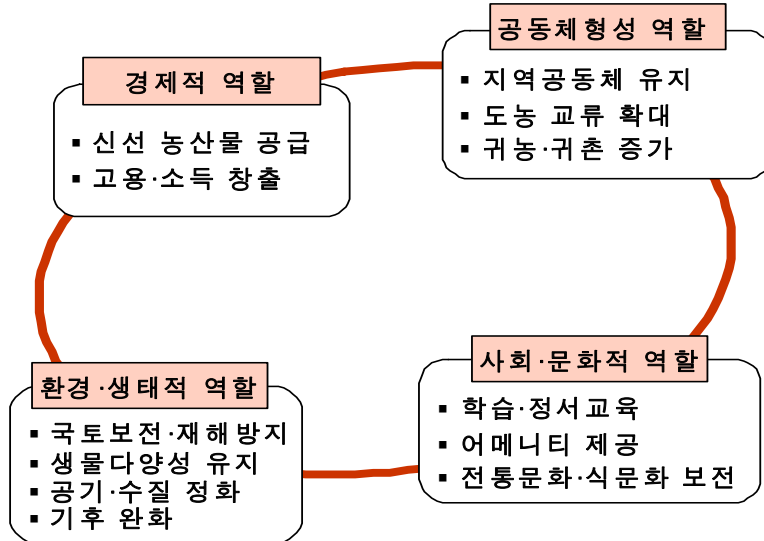 경제적 역할
▪ 신선 농산물 공급
▪ 고용·소득 창출
공동체형성 역할
▪ 지역공동체 유지
▪ 도농 교류 확대
▪ 귀농·귀촌 증가
환경·생태적 역할
▪ 국토보전·재해방지
▪ 생물다양성 유지
▪ 공기·수질 정화
▪ 기후 완화
사회·문화적 역할
▪ 학습·정서교육
▪ 어메니티 제공
▪ 전통문화·식문화 보전